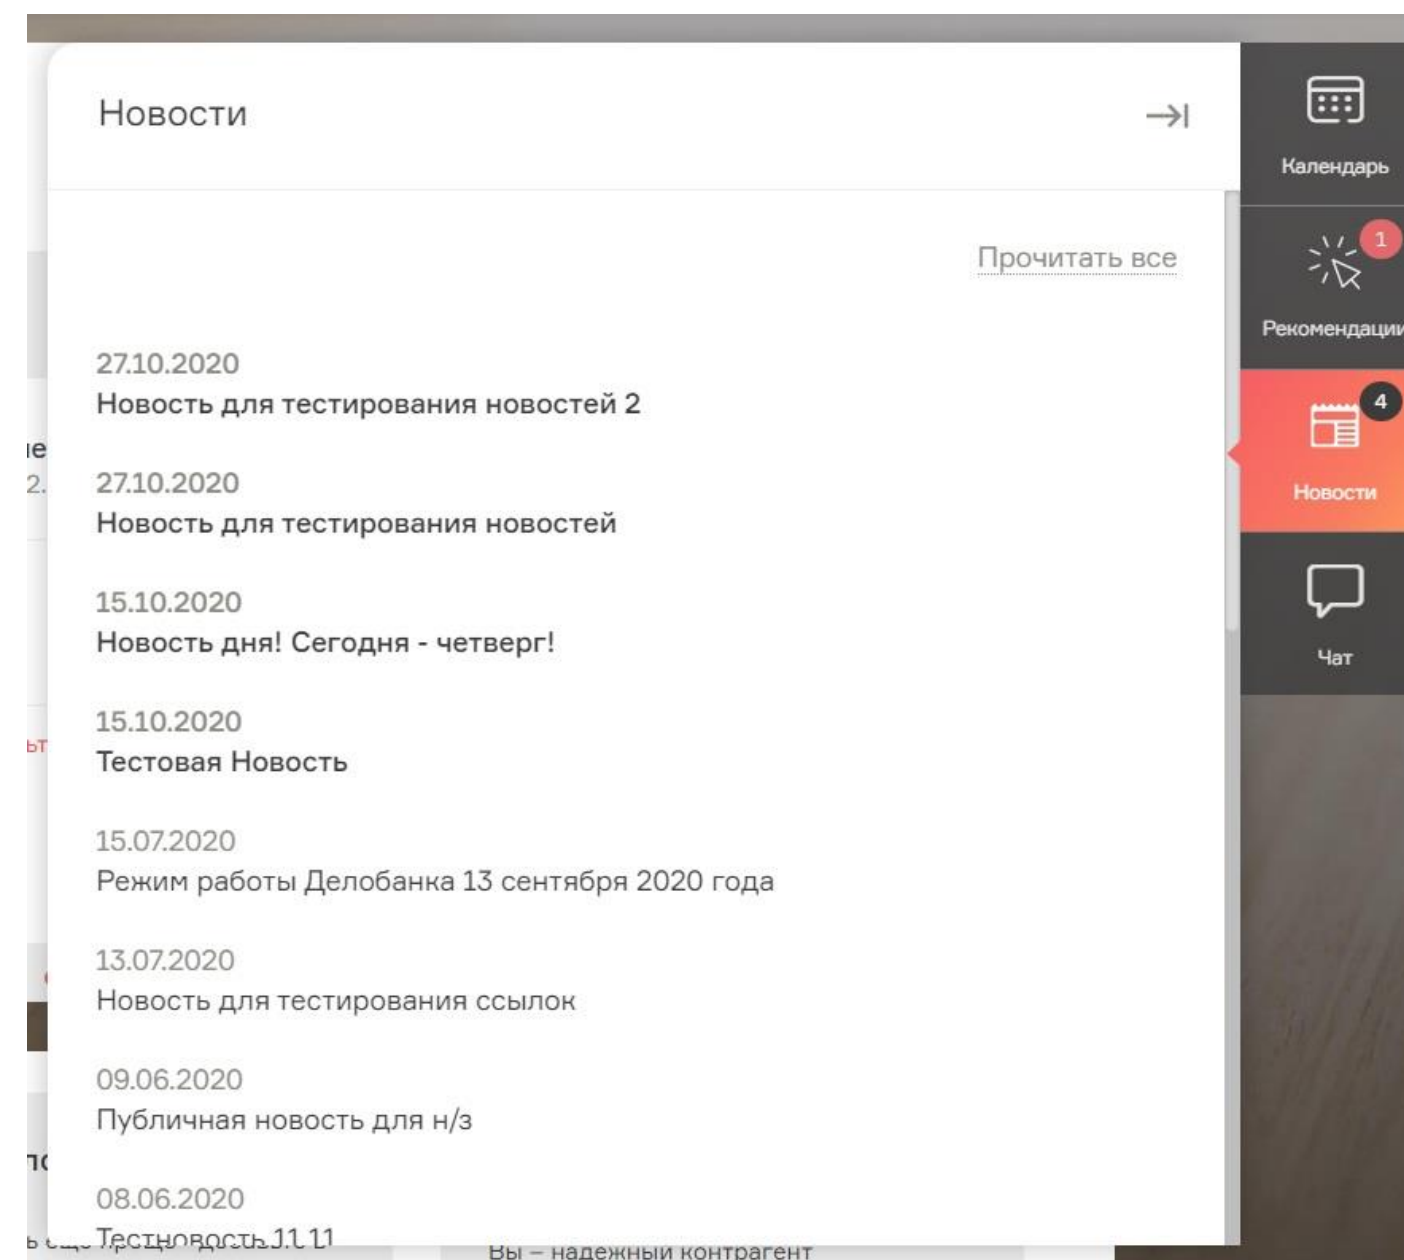 Новости
Прочитать все
27.10.2020
Новость для тестирования новостей 2
27.10.2020
Новость для тестирования новостей
15.10.2020
Новость дня! Сегодня - четверг!
15.10.2020
Тестовая Новость
15.07.2020
Режим работы Делобанка 13 сентября 2020 года
13.07.2020
Новость для тестирования ссылок
09.06.2020
Публичная новость для н/з
08.06.2020
Тестновость 11.11
Вы – надежный контрагент
Календарь
1
Рекомендации
4
Новости
Чат